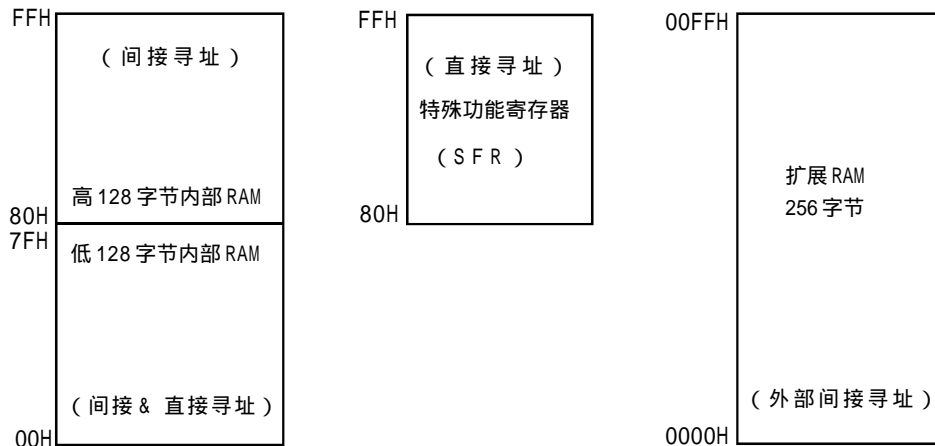 FFH
(间接寻址)
高128字节内部RAM
80H
7FH
低128字节内部RAM
(间接& 直接寻址)
00H
FFH
(直接寻址)
特殊功能寄存器
(SFR)
80H
00FFH
扩展RAM
256字节
(外部间接寻址)
0000H